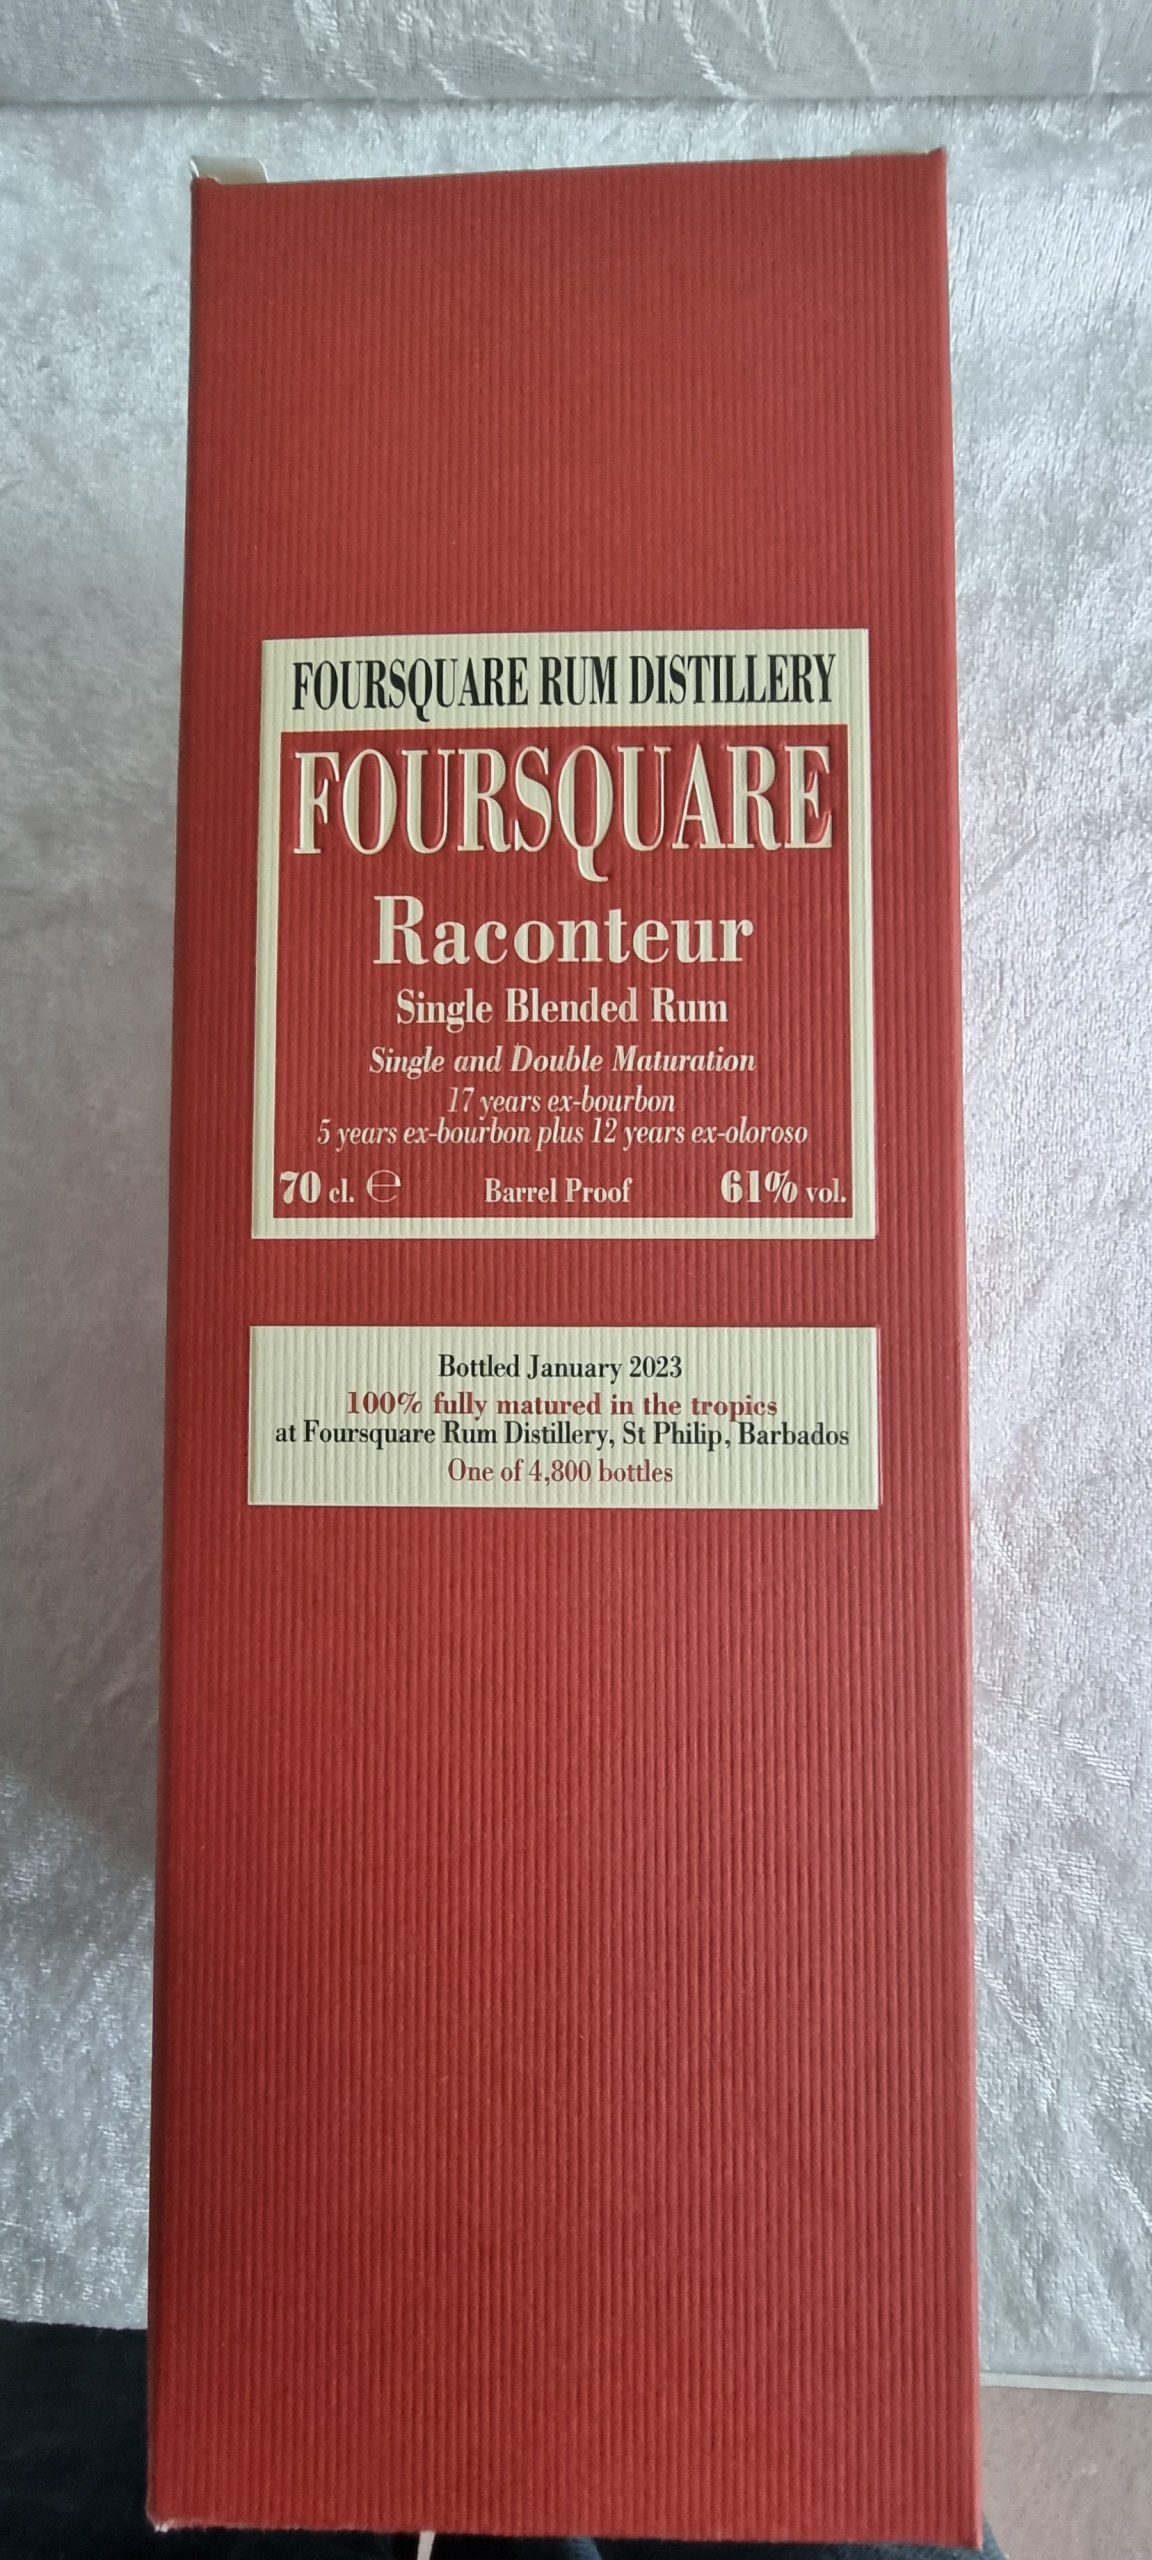 FOURSQUARE RUM DISTILLERY
FOURSQUARE
Raconteur
Single Blended Rum
Single and Double Maturation
17 years ex-bourbon
5 years ex-bourbon plus 12 years ex-oloroso
70 cl. ℮ Barrel Proof 61% vol.
Bottled January 2023
100% fully matured in the tropics
at Foursquare Rum Distillery, St Philip, Barbados
One of 4,800 bottles